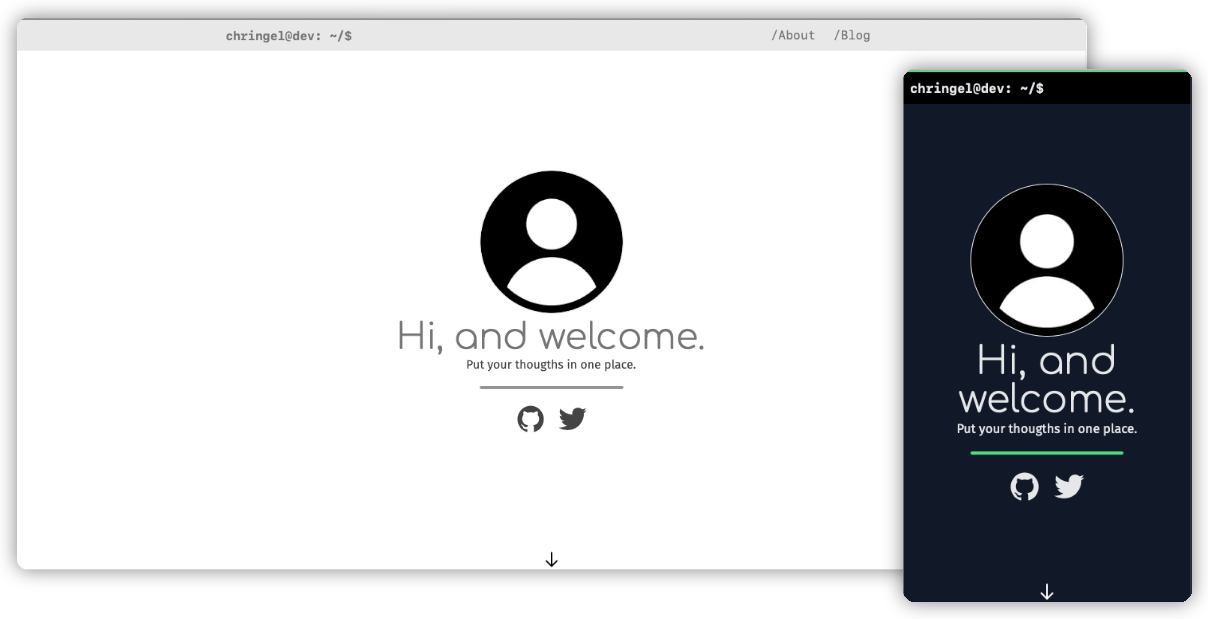 chringel@dev: ~/$
/About /Blog
Hi, and welcome.
Put your thougths in one place.
chringel@dev: ~/$
Hi, and
welcome.
Put your thougths in one place.